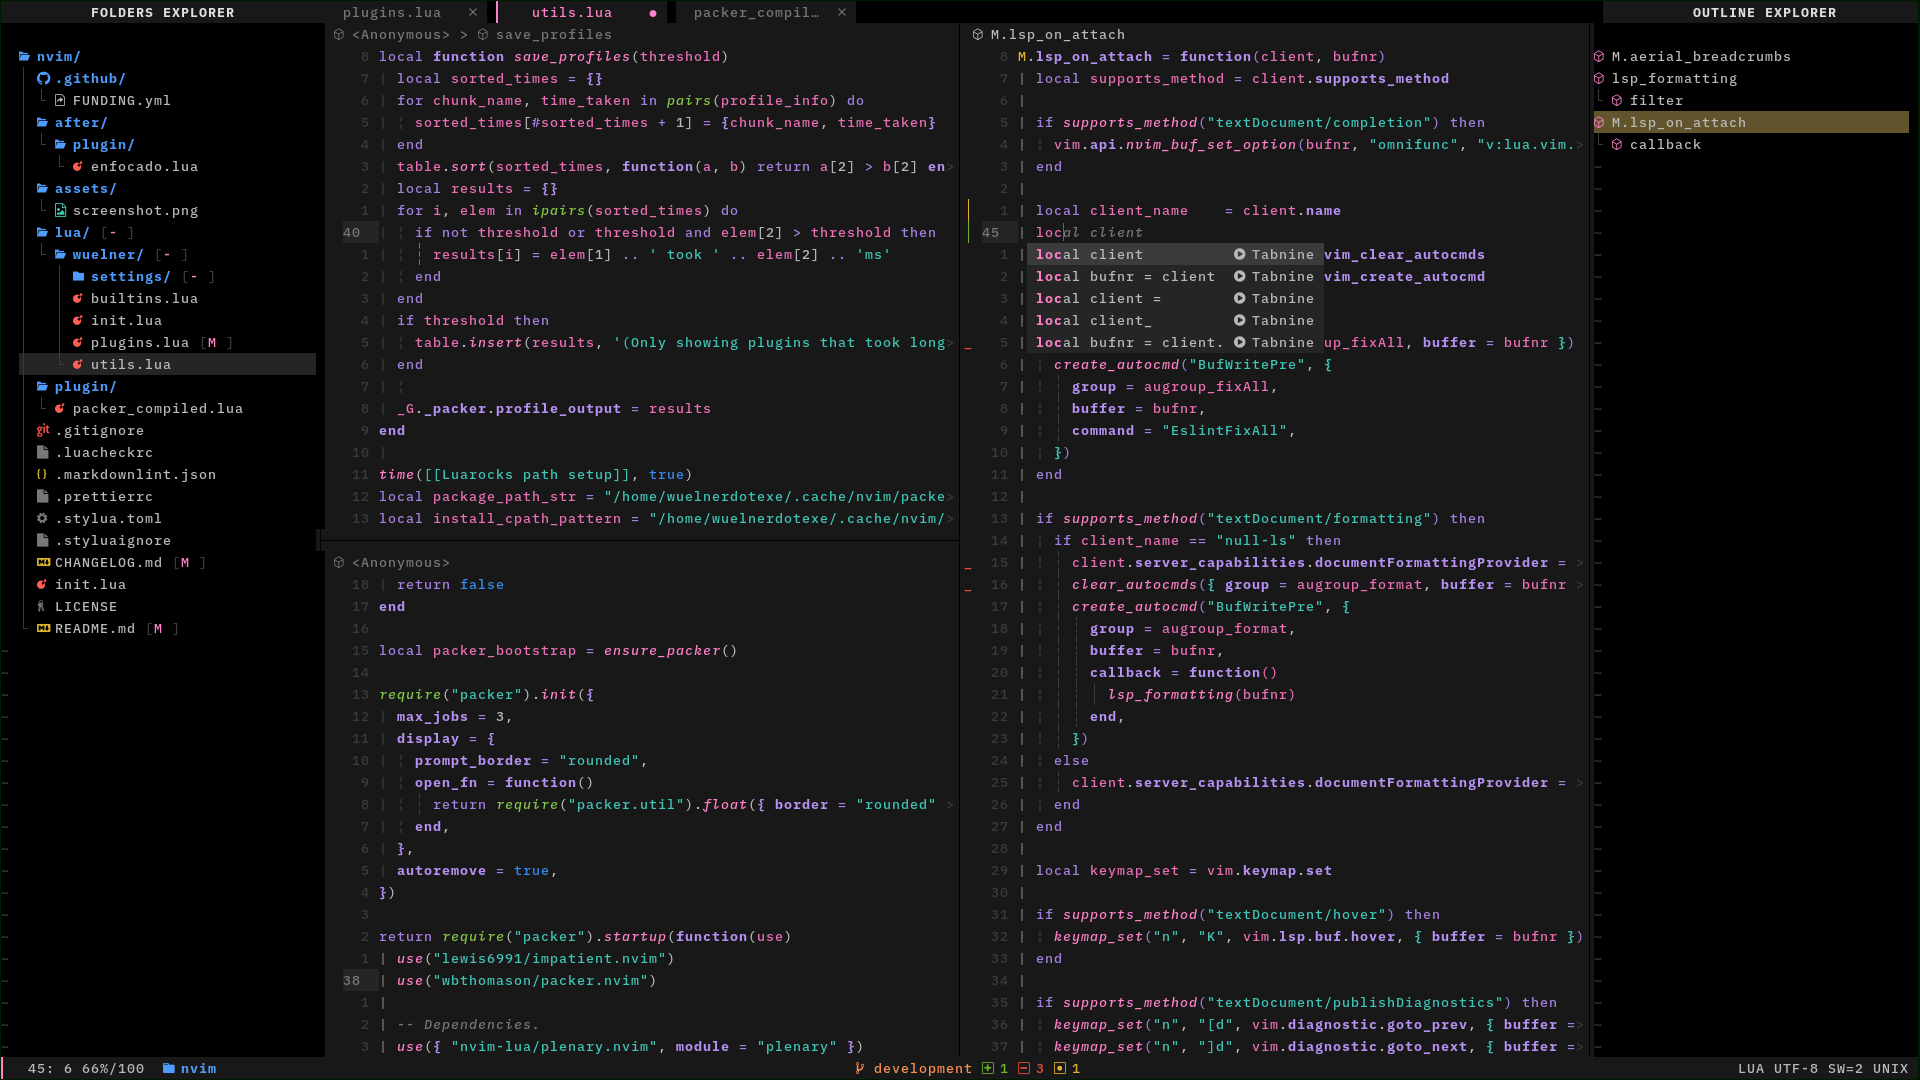 FOLDERS EXPLORER
nvim/
.github/
FUNDING.yml
after/
plugin/
enfocado.lua
assets/
screenshot.png
lua/ [- ]
wuelner/ [- ]
settings/ [- ]
builtins.lua
init.lua
plugins.lua [M ]
utils.lua
plugin/
packer_compiled.lua
.gitignore
.luacheckrc
.markdownlint.json
.prettierrc
.stylua.toml
.styluaignore
CHANGELOG.md [M ]
init.lua
LICENSE
README.md [M ]
plugins.lua × utils.lua ● packer_compil… ×
<Anonymous> > save_profiles
8 local function save_profiles(threshold)
7 local sorted_times = {}
6 for chunk_name, time_taken in pairs(profile_info) do
5 sorted_times[#sorted_times + 1] = {chunk_name, time_taken}
4 end
3 table.sort(sorted_times, function(a, b) return a[2] > b[2] en>
2 local results = {}
1 for i, elem in ipairs(sorted_times) do
40 if not threshold or threshold and elem[2] > threshold then
1 results[i] = elem[1] .. ' took ' .. elem[2] .. 'ms'
2 end
3 end
4 if threshold then
5 table.insert(results, '(Only showing plugins that took long>
6 end
7
8 _G._packer.profile_output = results
9 end
10
11 time([[Luarocks path setup]], true)
12 local package_path_str = "/home/wuelnerdotexe/.cache/nvim/packe>
13 local install_cpath_pattern = "/home/wuelnerdotexe/.cache/nvim/>
<Anonymous>
18 return false
17 end
16
15 local packer_bootstrap = ensure_packer()
14
13 require("packer").init({
12 max_jobs = 3,
11 display = {
10 prompt_border = "rounded",
9 open_fn = function()
8 return require("packer.util").float({ border = "rounded" >
7 end,
6 },
5 autoremove = true,
4 })
3
2 return require("packer").startup(function(use)
1 use("lewis6991/impatient.nvim")
38 use("wbthomason/packer.nvim")
1
2 -- Dependencies.
3 use({ "nvim-lua/plenary.nvim", module = "plenary" })
M.lsp_on_attach
8 M.lsp_on_attach = function(client, bufnr)
7 local supports_method = client.supports_method
6
5 if supports_method("textDocument/completion") then
4 vim.api.nvim_buf_set_option(bufnr, "omnifunc", "v:lua.vim.>
3 end
2
1 local client_name = client.name
45 local client
1 local client Tabnine vim_clear_autocmds
2 local bufnr = client Tabnine vim_create_autocmd
3 local client = Tabnine
4 local client_ Tabnine
5 local bufnr = client. Tabnine up_fixAll, buffer = bufnr })
6 create_autocmd("BufWritePre", {
7 group = augroup_fixAll,
8 buffer = bufnr,
9 command = "EslintFixAll",
10 })
11 end
12
13 if supports_method("textDocument/formatting") then
14 if client_name == "null-ls" then
15 client.server_capabilities.documentFormattingProvider = >
16 clear_autocmds({ group = augroup_format, buffer = bufnr >
17 create_autocmd("BufWritePre", {
18 group = augroup_format,
19 buffer = bufnr,
20 callback = function()
21 lsp_formatting(bufnr)
22 end,
23 })
24 else
25 client.server_capabilities.documentFormattingProvider = >
26 end
27 end
28
29 local keymap_set = vim.keymap.set
30
31 if supports_method("textDocument/hover") then
32 keymap_set("n", "K", vim.lsp.buf.hover, { buffer = bufnr })
33 end
34
35 if supports_method("textDocument/publishDiagnostics") then
36 keymap_set("n", "[d", vim.diagnostic.goto_prev, { buffer =>
37 keymap_set("n", "]d", vim.diagnostic.goto_next, { buffer =>
OUTLINE EXPLORER
M.aerial_breadcrumbs
lsp_formatting
filter
M.lsp_on_attach
callback
45: 6 66%/100 nvim development 1 3 1 LUA UTF-8 SW=2 UNIX